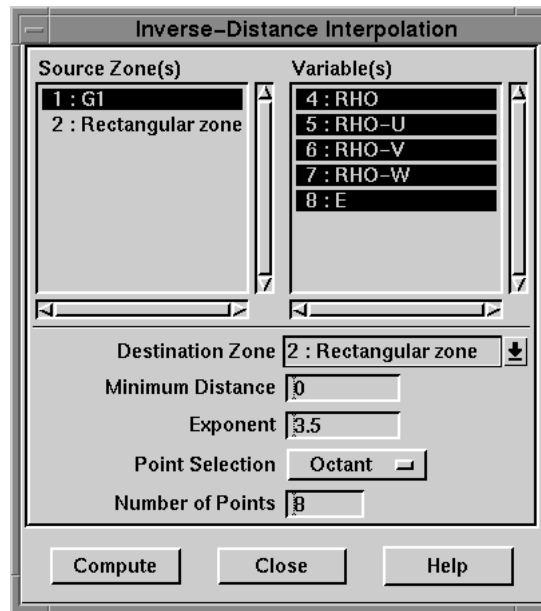 Inverse-Distance Interpolation
Source Zone(s)
1 : G1
2 : Rectangular zone
Variable(s)
4 : RHO
5 : RHO-U
6 : RHO-V
7 : RHO-W
8 : E
Destination Zone 2 : Rectangular zone
Minimum Distance 0
Exponent 3.5
Point Selection Octant
Number of Points 8
Compute Close Help